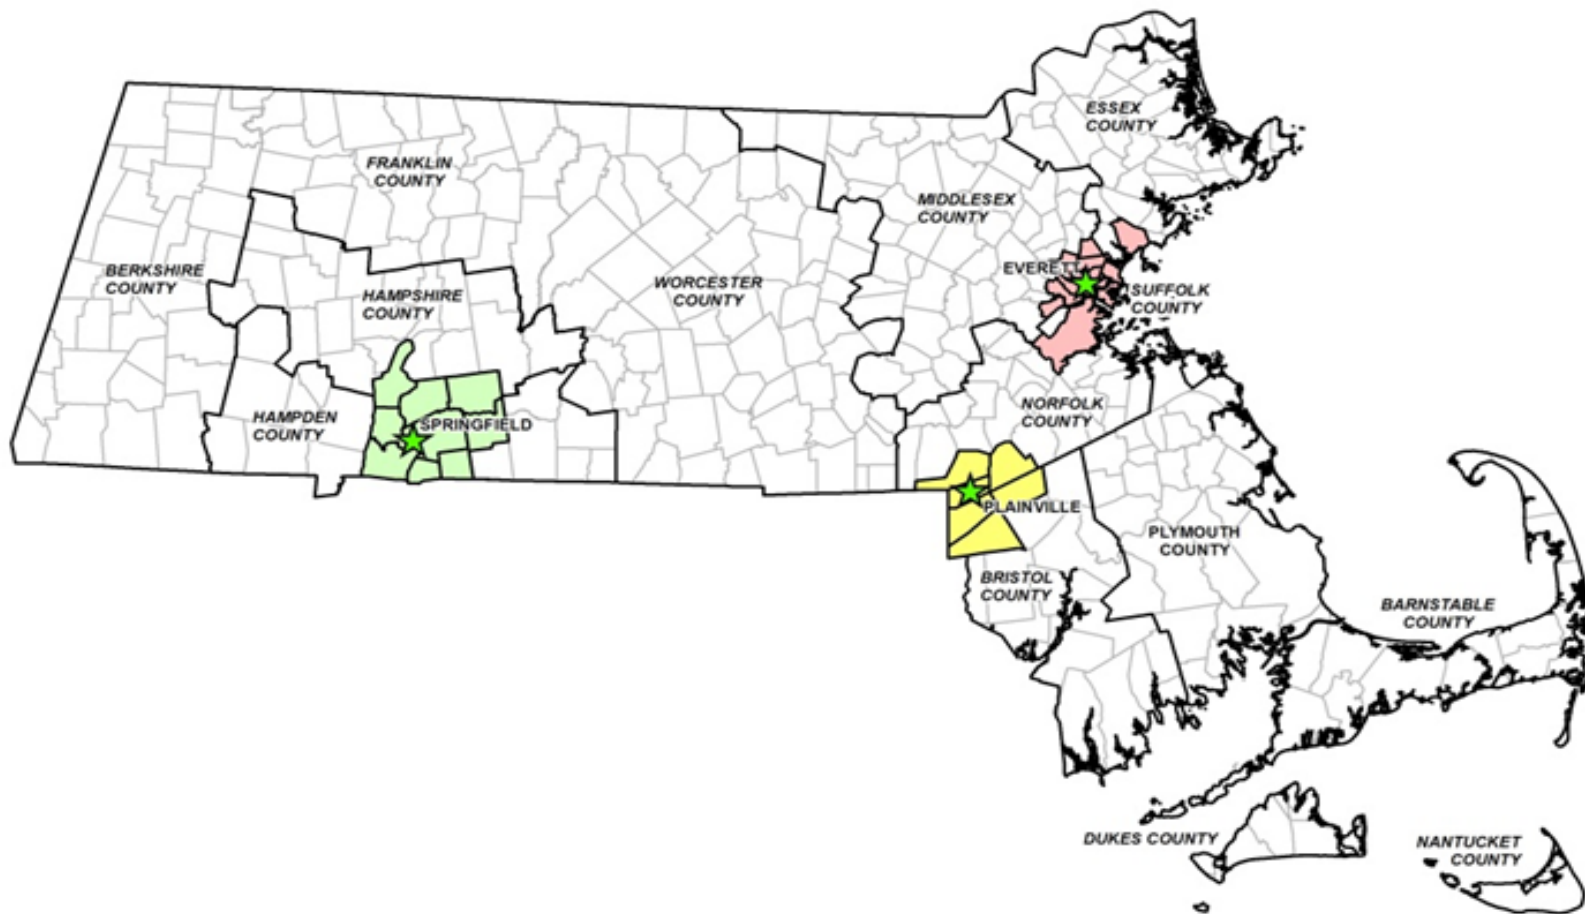 ESSEX
COUNTY
FRANKLIN
COUNTY
MIDDLESEX
COUNTY
BERKSHIRE
COUNTY
EVERETT
HAMPSHIRE
COUNTY
WORCESTER
COUNTY
SUFFOLK
COUNTY
HAMPDEN
COUNTY
SPRINGFIELD
NORFOLK
COUNTY
PLAINVILLE
PLYMOUTH
COUNTY
BRISTOL
COUNTY
BARNSTABLE
COUNTY
DUKES COUNTY
NANTUCKET
COUNTY